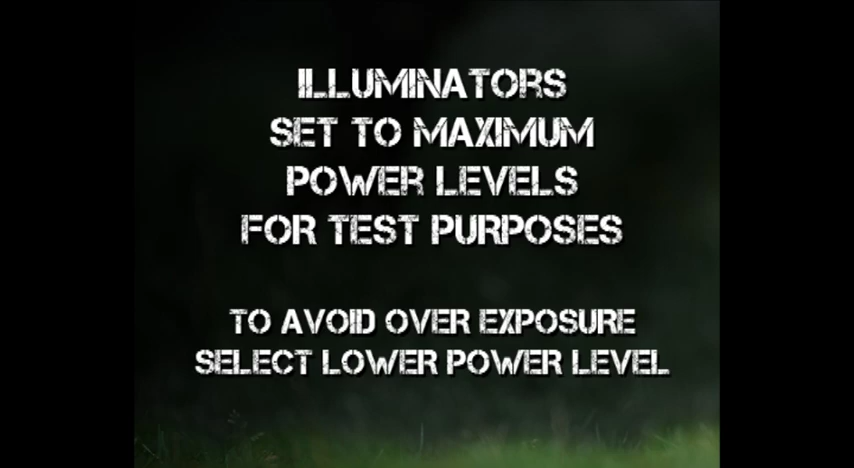 ILLUMINATORS
SET TO MAXIMUM
POWER LEVELS
FOR TEST PURPOSES
TO AVOID OVER EXPOSURE
SELECT LOWER POWER LEVEL